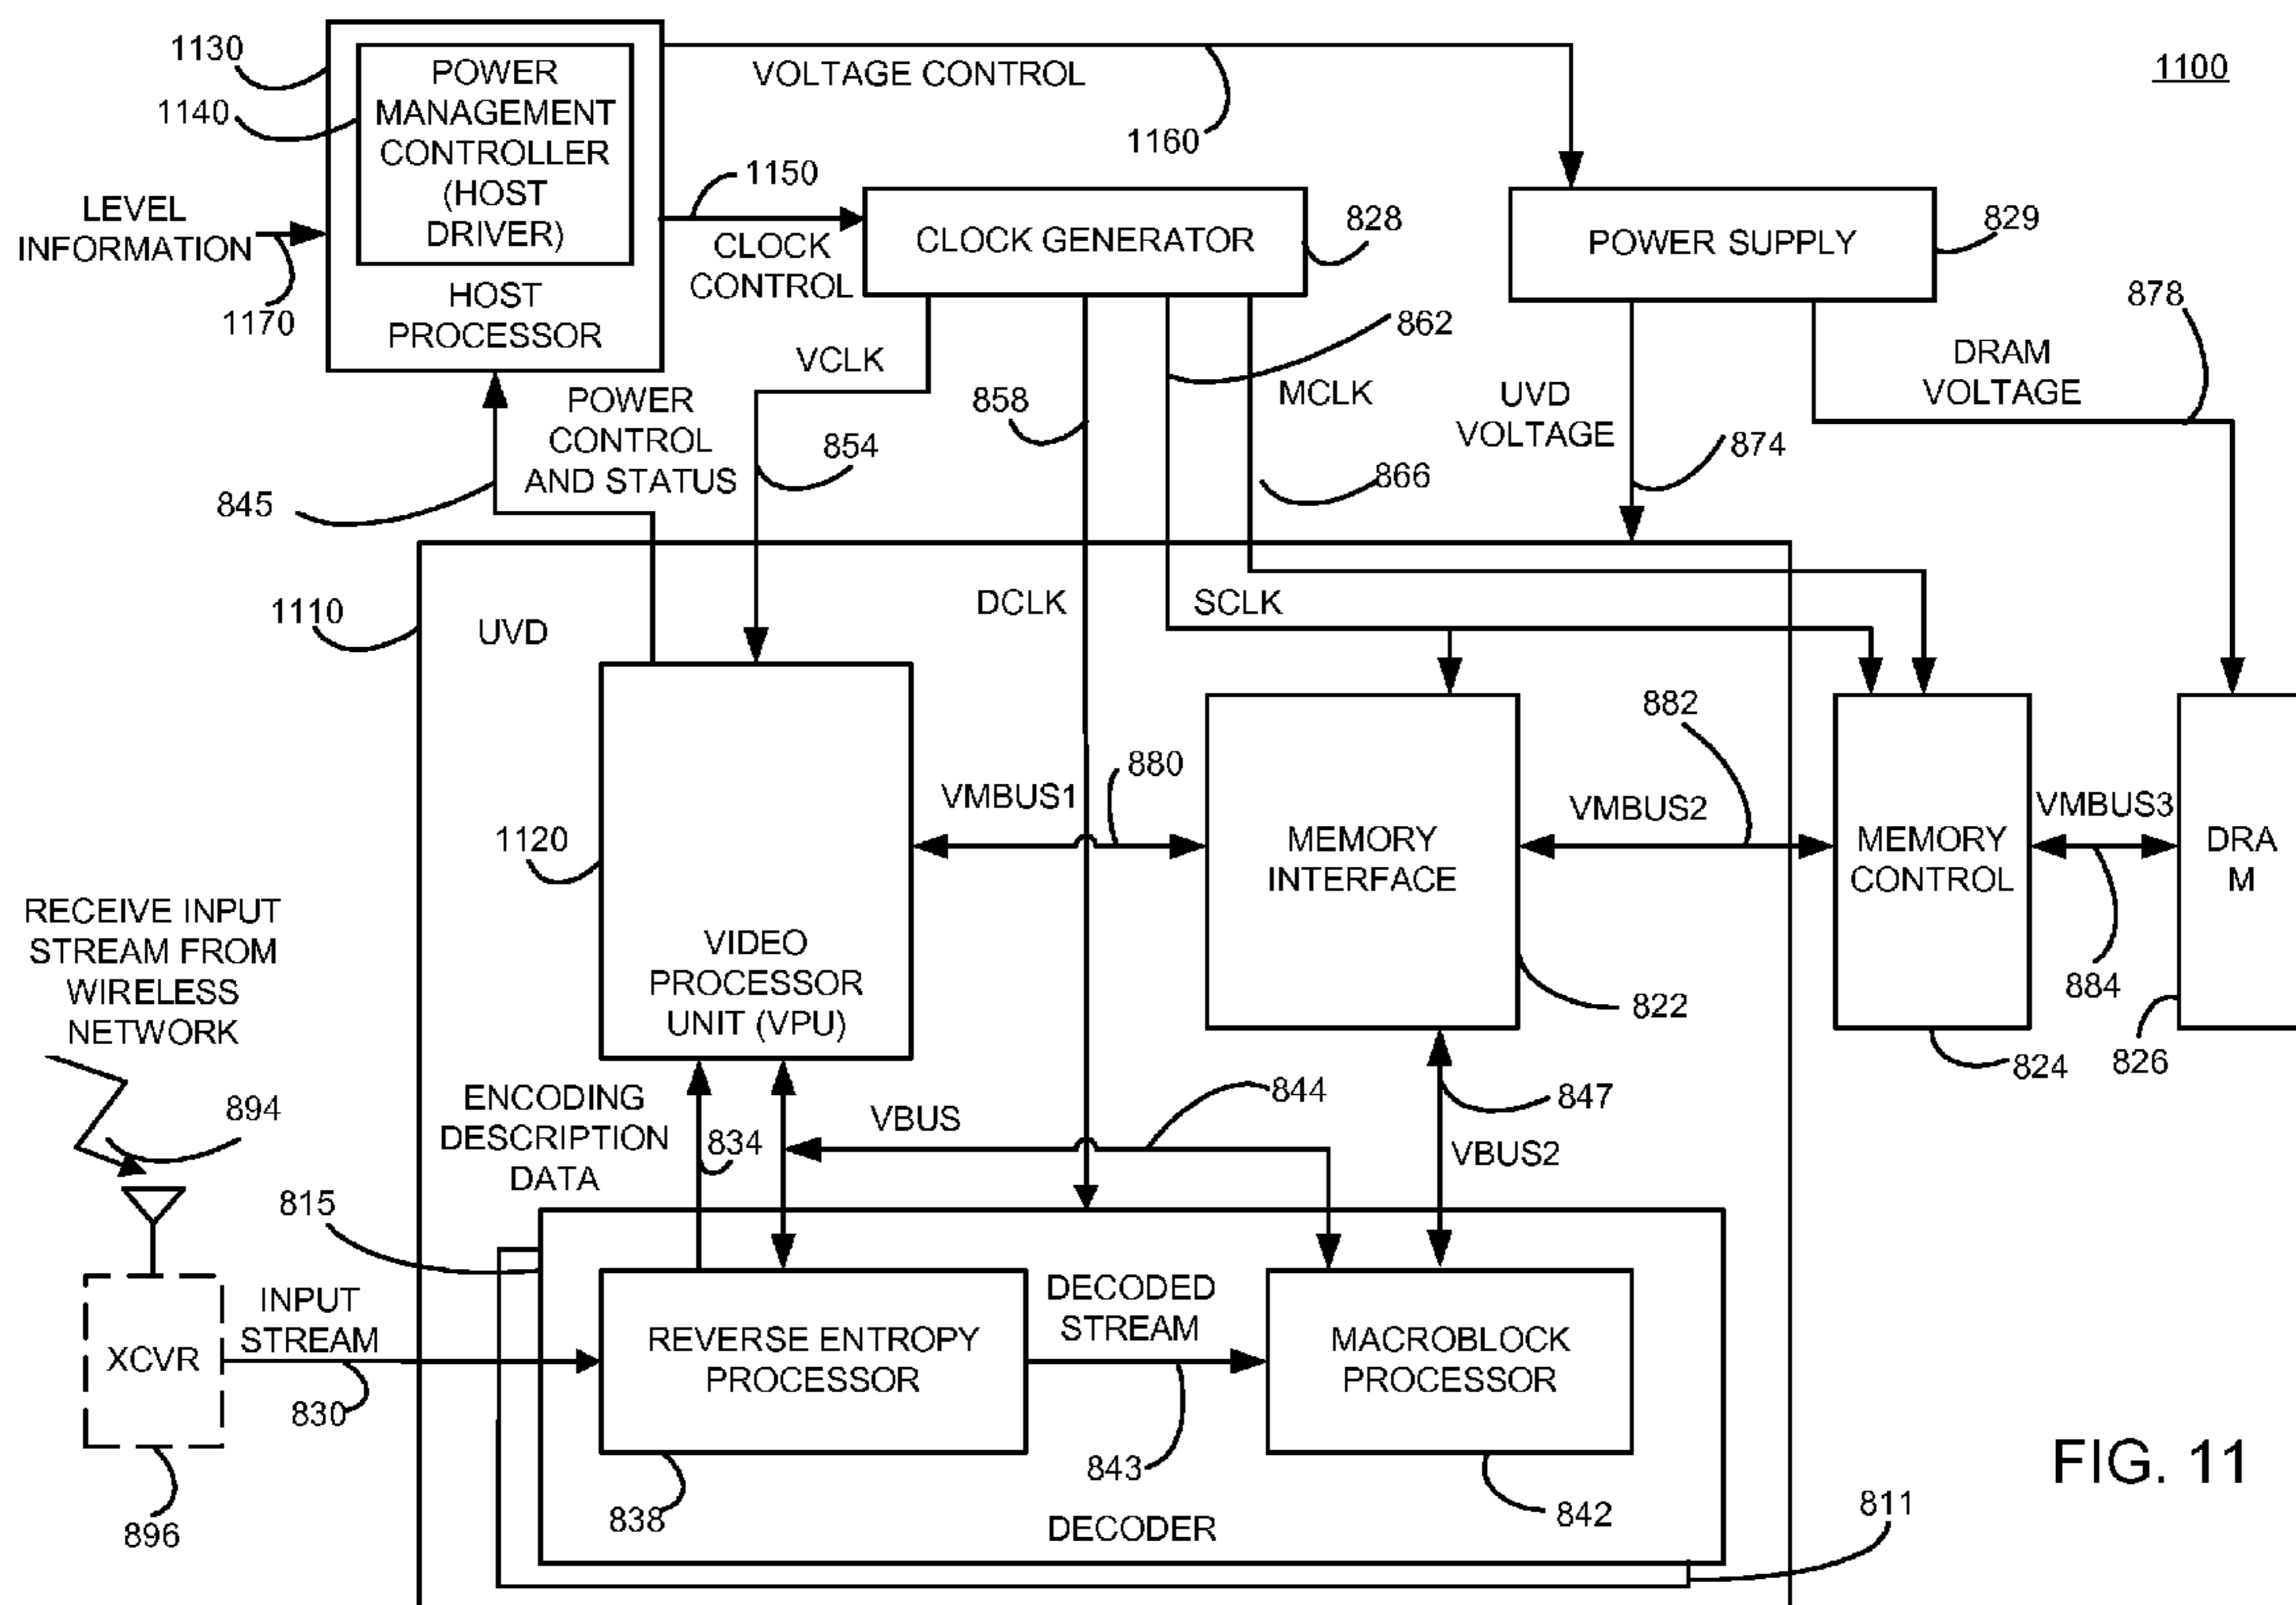 1130
POWER
MANAGEMENT
CONTROLLER
(HOST
DRIVER)
1140
HOST
PROCESSOR
LEVEL
INFORMATION
1170
VOLTAGE CONTROL
1160
1100
1150
CLOCK
CONTROL
CLOCK GENERATOR
828
POWER SUPPLY
829
878
862
VCLK
858
MCLK
UVD
VOLTAGE
DRAM
VOLTAGE
POWER
CONTROL
AND STATUS
854
866
874
845
1110
UVD
DCLK
SCLK
882
880
VMBUS1
VMBUS2
VMBUS3
1120
MEMORY
INTERFACE
MEMORY
CONTROL
DRA
M
VIDEO
PROCESSOR
UNIT (VPU)
822
884
824
826
RECEIVE INPUT
STREAM FROM
WIRELESS
NETWORK
894
ENCODING
DESCRIPTION
DATA
834
VBUS
844
847
VBUS2
815
XCVR
INPUT
STREAM
830
896
REVERSE ENTROPY
PROCESSOR
838
DECODED
STREAM
843
MACROBLOCK
PROCESSOR
842
DECODER
811
FIG. 11